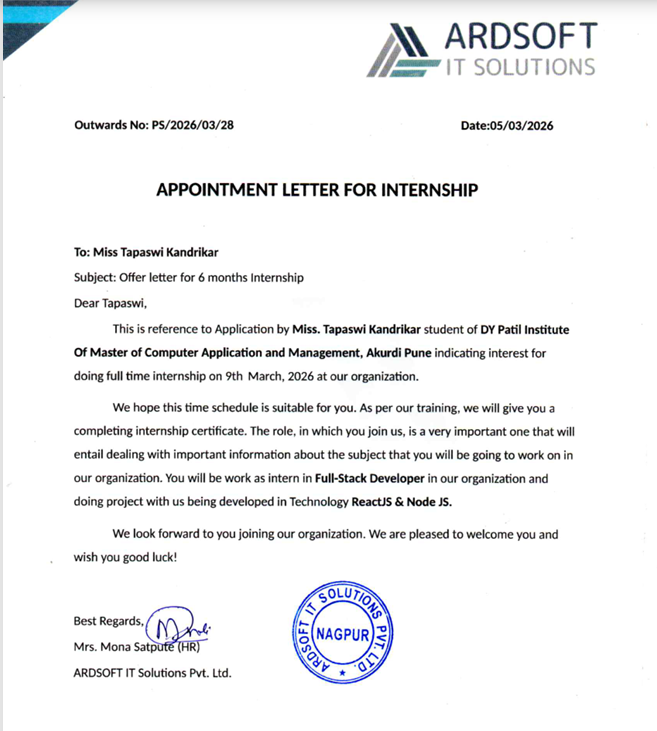 ARDSOFT
IT SOLUTIONS
Outwards No: PS/2026/03/28 Date:05/03/2026
APPOINTMENT LETTER FOR INTERNSHIP
To: Miss Tapaswi Kandrikar
Subject: Offer letter for 6 months Internship
Dear Tapaswi,
This is reference to Application by Miss. Tapaswi Kandrikar student of DY Patil Institute
Of Master of Computer Application and Management, Akurdi Pune indicating interest for
doing full time internship on 9th March, 2026 at our organization.
We hope this time schedule is suitable for you. As per our training, we will give you a
completing internship certificate. The role, in which you join us, is a very important one that will
entail dealing with important information about the subject that you will be going to work on in
our organization. You will be work as intern in Full-Stack Developer in our organization and
doing project with us being developed in Technology ReactJS & Node JS.
We look forward to you joining our organization. We are pleased to welcome you and
wish you good luck!
Best Regards,
Mrs. Mona Satpute (HR)
ARDSOFT IT Solutions Pvt. Ltd.
ARDSOFT IT SOLUTIONS PVT. LTD.
NAGPUR